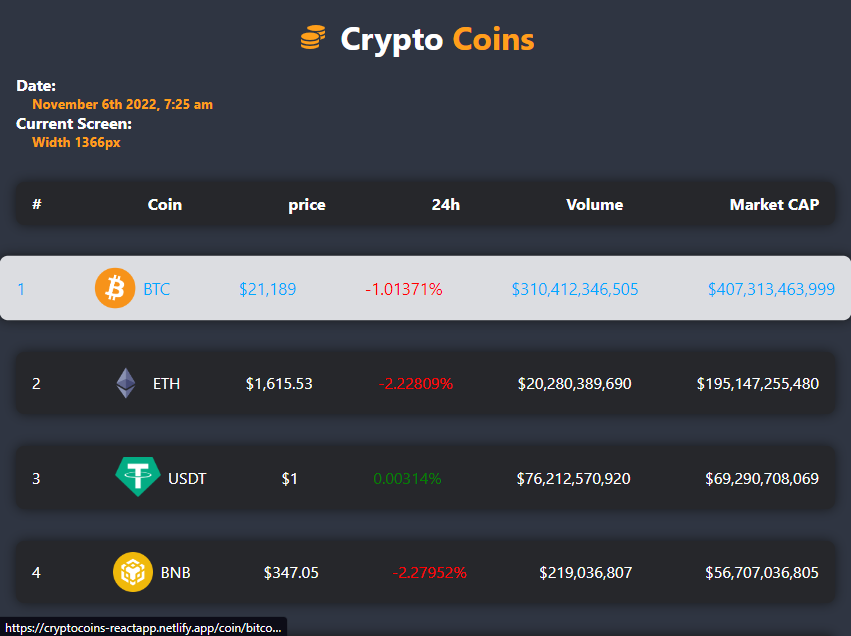 Crypto Coins
Date:
November 6th 2022, 7:25 am
Current Screen:
Width 1366px
# Coin price 24h Volume Market CAP
1 BTC $21,189 -1.01371% $310,412,346,505 $407,313,463,999
2 ETH $1,615.53 -2.22809% $20,280,389,690 $195,147,255,480
3 USDT $1 0.00314% $76,212,570,920 $69,290,708,069
4 BNB $347.05 -2.27952% $219,036,807 $56,707,036,805
https://cryptocoins-reactapp.netlify.app/coin/bitco...